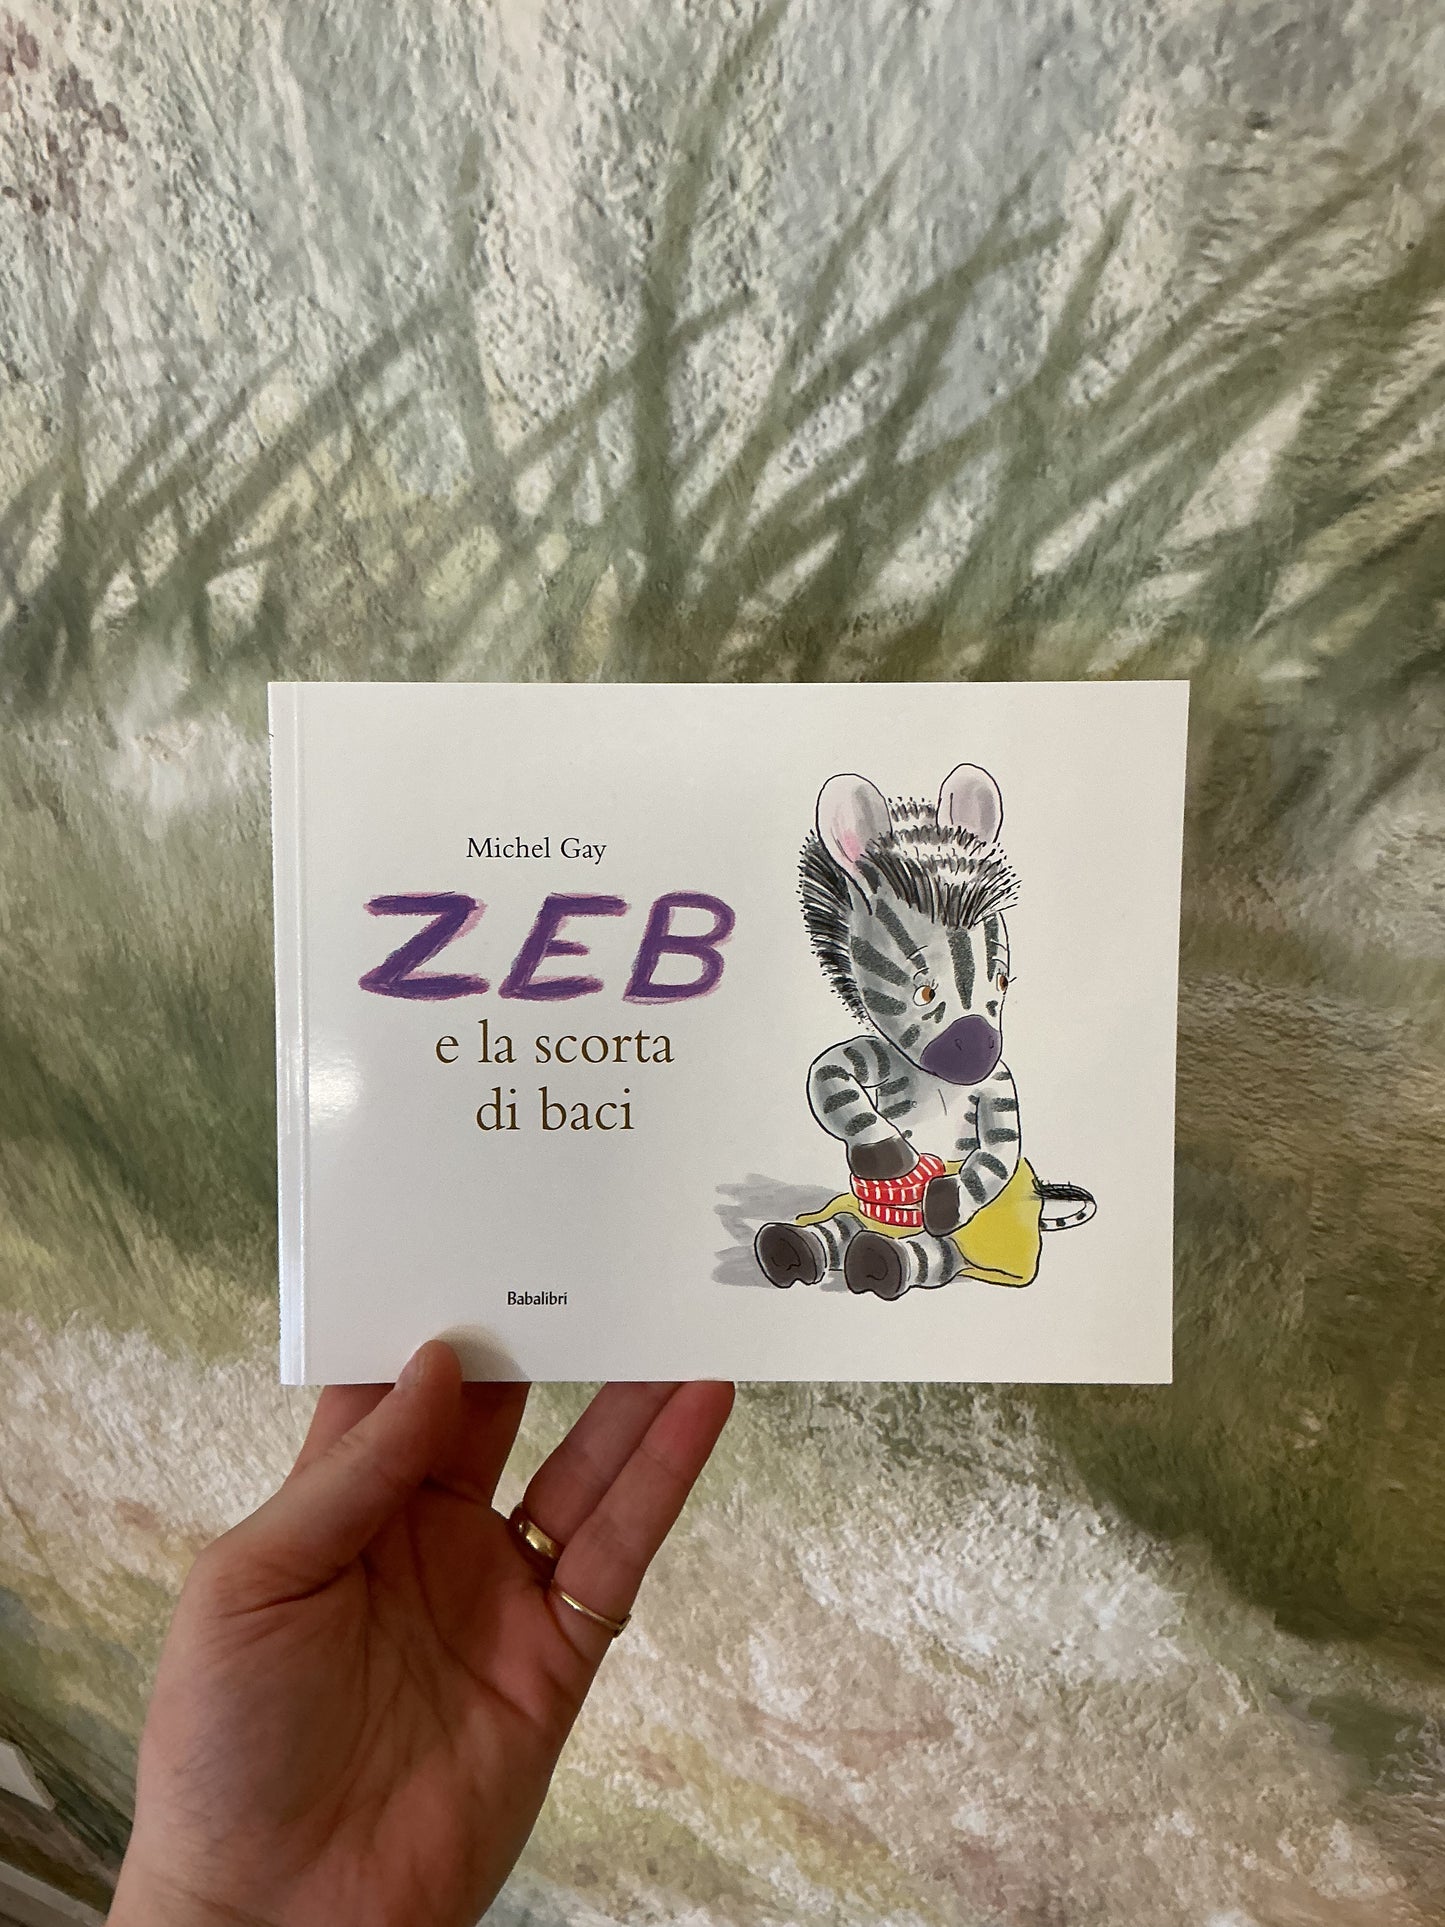 Michel Gay
ZEB
e la scorta
di baci
Babalibri